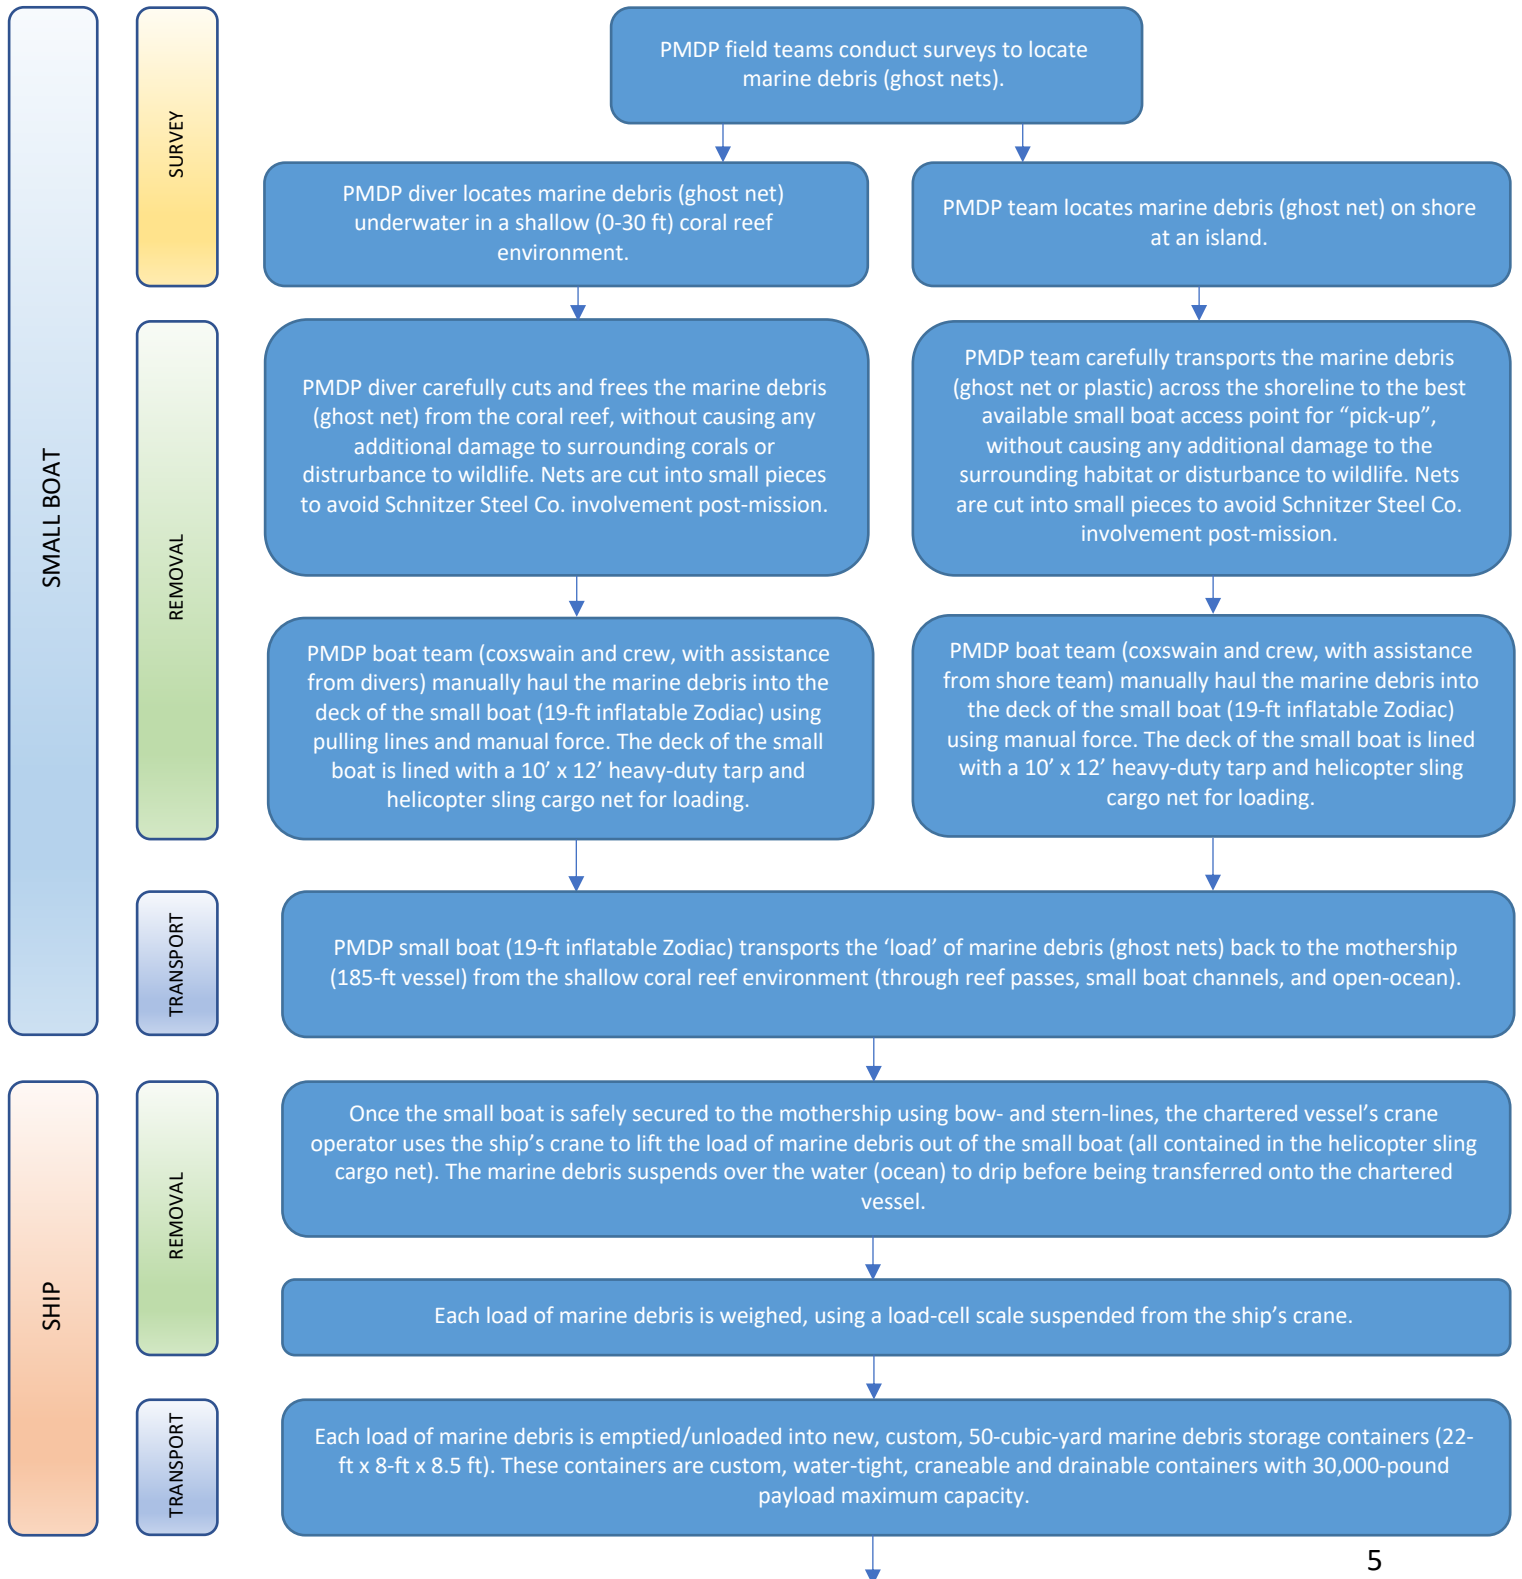 SMALL BOAT
SURVEY
PMDP field teams conduct surveys to locate
marine debris (ghost nets).
PMDP diver locates marine debris (ghost net)
underwater in a shallow (0-30 ft) coral reef
environment.
PMDP team locates marine debris (ghost net) on shore
at an island.
REMOVAL
PMDP diver carefully cuts and frees the marine debris
(ghost net) from the coral reef, without causing any
additional damage to surrounding corals or
distrurbance to wildlife. Nets are cut into small pieces
to avoid Schnitzer Steel Co. involvement post-mission.
PMDP team carefully transports the marine debris
(ghost net or plastic) across the shoreline to the best
available small boat access point for “pick-up”,
without causing any additional damage to the
surrounding habitat or disturbance to wildlife. Nets
are cut into small pieces to avoid Schnitzer Steel Co.
involvement post-mission.
PMDP boat team (coxswain and crew, with assistance
from divers) manually haul the marine debris into the
deck of the small boat (19-ft inflatable Zodiac) using
pulling lines and manual force. The deck of the small
boat is lined with a 10’ x 12’ heavy-duty tarp and
helicopter sling cargo net for loading.
PMDP boat team (coxswain and crew, with assistance
from shore team) manually haul the marine debris into
the deck of the small boat (19-ft inflatable Zodiac)
using manual force. The deck of the small boat is lined
with a 10’ x 12’ heavy-duty tarp and helicopter sling
cargo net for loading.
TRANSPORT
PMDP small boat (19-ft inflatable Zodiac) transports the ‘load’ of marine debris (ghost nets) back to the mothership
(185-ft vessel) from the shallow coral reef environment (through reef passes, small boat channels, and open-ocean).
SHIP
REMOVAL
Once the small boat is safely secured to the mothership using bow- and stern-lines, the chartered vessel’s crane
operator uses the ship’s crane to lift the load of marine debris out of the small boat (all contained in the helicopter sling
cargo net). The marine debris suspends over the water (ocean) to drip before being transferred onto the chartered
vessel.
Each load of marine debris is weighed, using a load-cell scale suspended from the ship’s crane.
TRANSPORT
Each load of marine debris is emptied/unloaded into new, custom, 50-cubic-yard marine debris storage containers (22-
ft x 8-ft x 8.5 ft). These containers are custom, water-tight, craneable and drainable containers with 30,000-pound
payload maximum capacity.
5